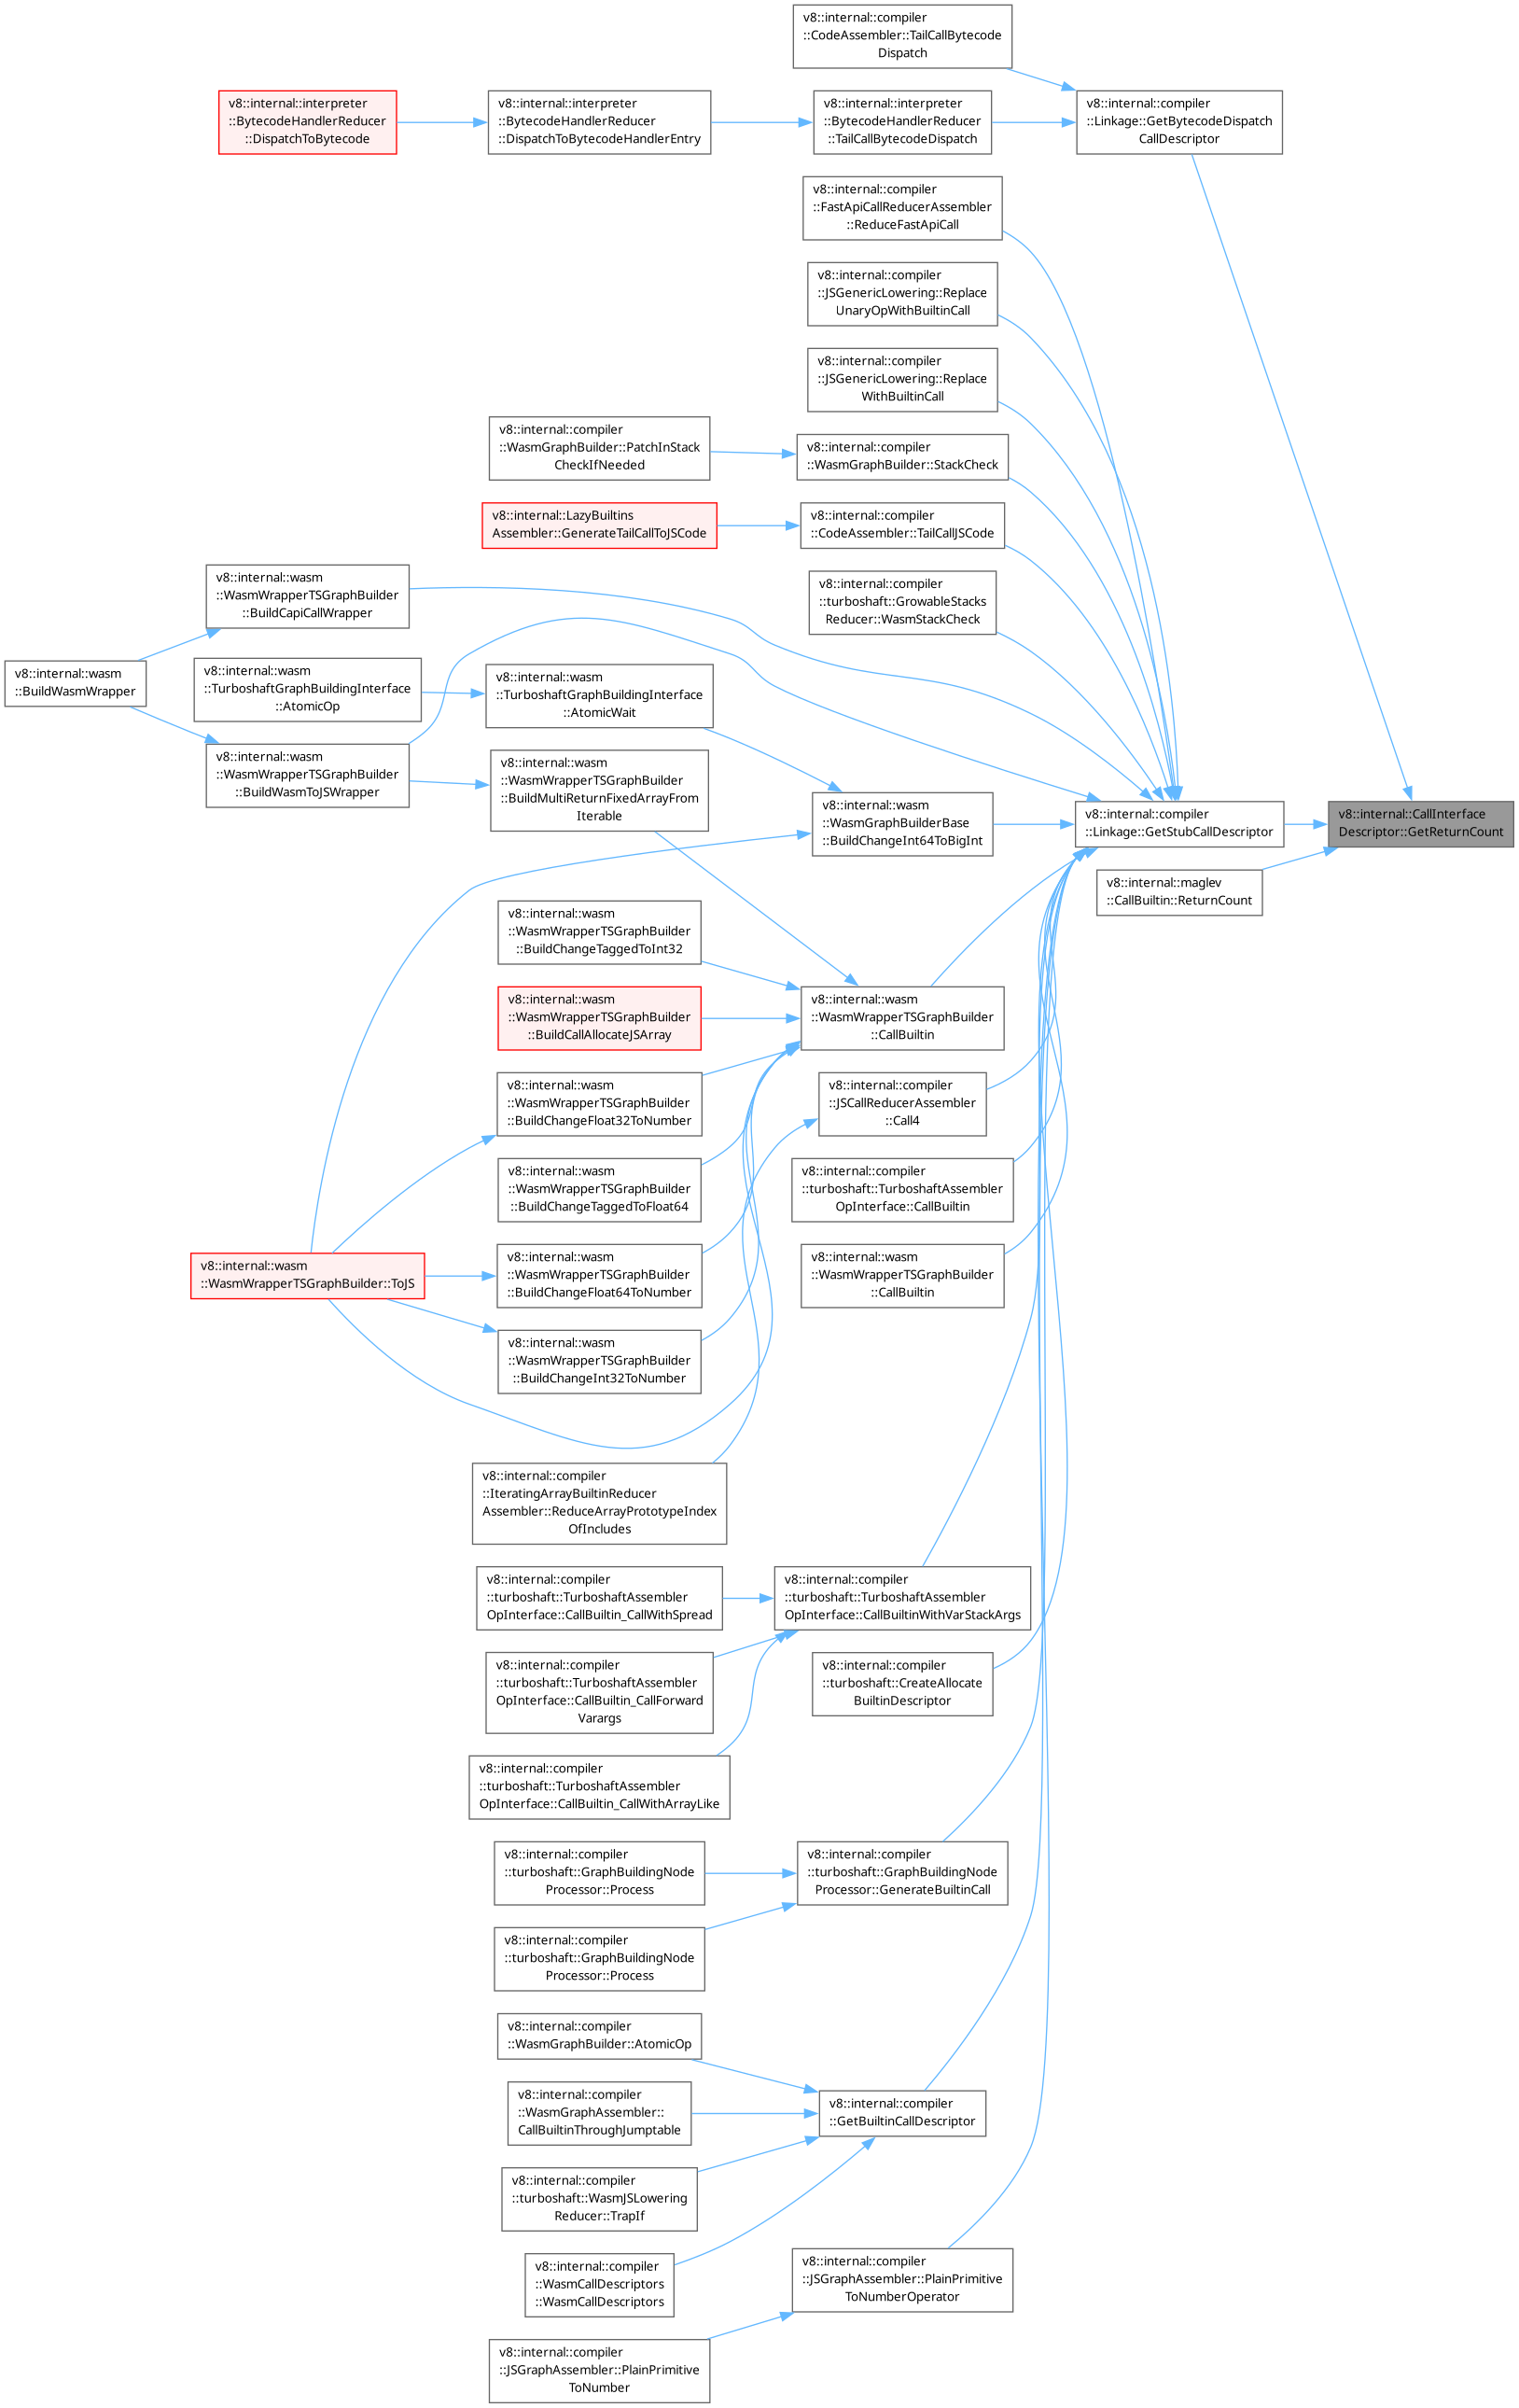 v8::internal::compiler
::CodeAssembler::TailCallBytecode
Dispatch
v8::internal::interpreter
::BytecodeHandlerReducer
::DispatchToBytecode
v8::internal::interpreter
::BytecodeHandlerReducer
::DispatchToBytecodeHandlerEntry
v8::internal::interpreter
::BytecodeHandlerReducer
::TailCallBytecodeDispatch
v8::internal::compiler
::Linkage::GetBytecodeDispatch
CallDescriptor
v8::internal::compiler
::FastApiCallReducerAssembler
::ReduceFastApiCall
v8::internal::compiler
::JSGenericLowering::Replace
UnaryOpWithBuiltinCall
v8::internal::compiler
::JSGenericLowering::Replace
WithBuiltinCall
v8::internal::compiler
::WasmGraphBuilder::PatchInStack
CheckIfNeeded
v8::internal::compiler
::WasmGraphBuilder::StackCheck
v8::internal::LazyBuiltins
Assembler::GenerateTailCallToJSCode
v8::internal::compiler
::CodeAssembler::TailCallJSCode
v8::internal::wasm
::WasmWrapperTSGraphBuilder
::BuildCapiCallWrapper
v8::internal::compiler
::turboshaft::GrowableStacks
Reducer::WasmStackCheck
v8::internal::wasm
::BuildWasmWrapper
v8::internal::wasm
::TurboshaftGraphBuildingInterface
::AtomicOp
v8::internal::wasm
::TurboshaftGraphBuildingInterface
::AtomicWait
v8::internal::wasm
::WasmWrapperTSGraphBuilder
::BuildWasmToJSWrapper
v8::internal::wasm
::WasmWrapperTSGraphBuilder
::BuildMultiReturnFixedArrayFrom
Iterable
v8::internal::wasm
::WasmGraphBuilderBase
::BuildChangeInt64ToBigInt
v8::internal::compiler
::Linkage::GetStubCallDescriptor
v8::internal::CallInterface
Descriptor::GetReturnCount
v8::internal::maglev
::CallBuiltin::ReturnCount
v8::internal::wasm
::WasmWrapperTSGraphBuilder
::BuildChangeTaggedToInt32
v8::internal::wasm
::WasmWrapperTSGraphBuilder
::BuildCallAllocateJSArray
v8::internal::wasm
::WasmWrapperTSGraphBuilder
::CallBuiltin
v8::internal::wasm
::WasmWrapperTSGraphBuilder
::BuildChangeFloat32ToNumber
v8::internal::compiler
::JSCallReducerAssembler
::Call4
v8::internal::wasm
::WasmWrapperTSGraphBuilder
::BuildChangeTaggedToFloat64
v8::internal::compiler
::turboshaft::TurboshaftAssembler
OpInterface::CallBuiltin
v8::internal::wasm
::WasmWrapperTSGraphBuilder::ToJS
v8::internal::wasm
::WasmWrapperTSGraphBuilder
::BuildChangeFloat64ToNumber
v8::internal::wasm
::WasmWrapperTSGraphBuilder
::CallBuiltin
v8::internal::wasm
::WasmWrapperTSGraphBuilder
::BuildChangeInt32ToNumber
v8::internal::compiler
::IteratingArrayBuiltinReducer
Assembler::ReduceArrayPrototypeIndex
OfIncludes
v8::internal::compiler
::turboshaft::TurboshaftAssembler
OpInterface::CallBuiltin_CallWithSpread
v8::internal::compiler
::turboshaft::TurboshaftAssembler
OpInterface::CallBuiltinWithVarStackArgs
v8::internal::compiler
::turboshaft::TurboshaftAssembler
OpInterface::CallBuiltin_CallForward
Varargs
v8::internal::compiler
::turboshaft::CreateAllocate
BuiltinDescriptor
v8::internal::compiler
::turboshaft::TurboshaftAssembler
OpInterface::CallBuiltin_CallWithArrayLike
v8::internal::compiler
::turboshaft::GraphBuildingNode
Processor::Process
v8::internal::compiler
::turboshaft::GraphBuildingNode
Processor::GenerateBuiltinCall
v8::internal::compiler
::turboshaft::GraphBuildingNode
Processor::Process
v8::internal::compiler
::WasmGraphBuilder::AtomicOp
v8::internal::compiler
::WasmGraphAssembler::
CallBuiltinThroughJumptable
v8::internal::compiler
::GetBuiltinCallDescriptor
v8::internal::compiler
::turboshaft::WasmJSLowering
Reducer::TrapIf
v8::internal::compiler
::WasmCallDescriptors
::WasmCallDescriptors
v8::internal::compiler
::JSGraphAssembler::PlainPrimitive
ToNumberOperator
v8::internal::compiler
::JSGraphAssembler::PlainPrimitive
ToNumber